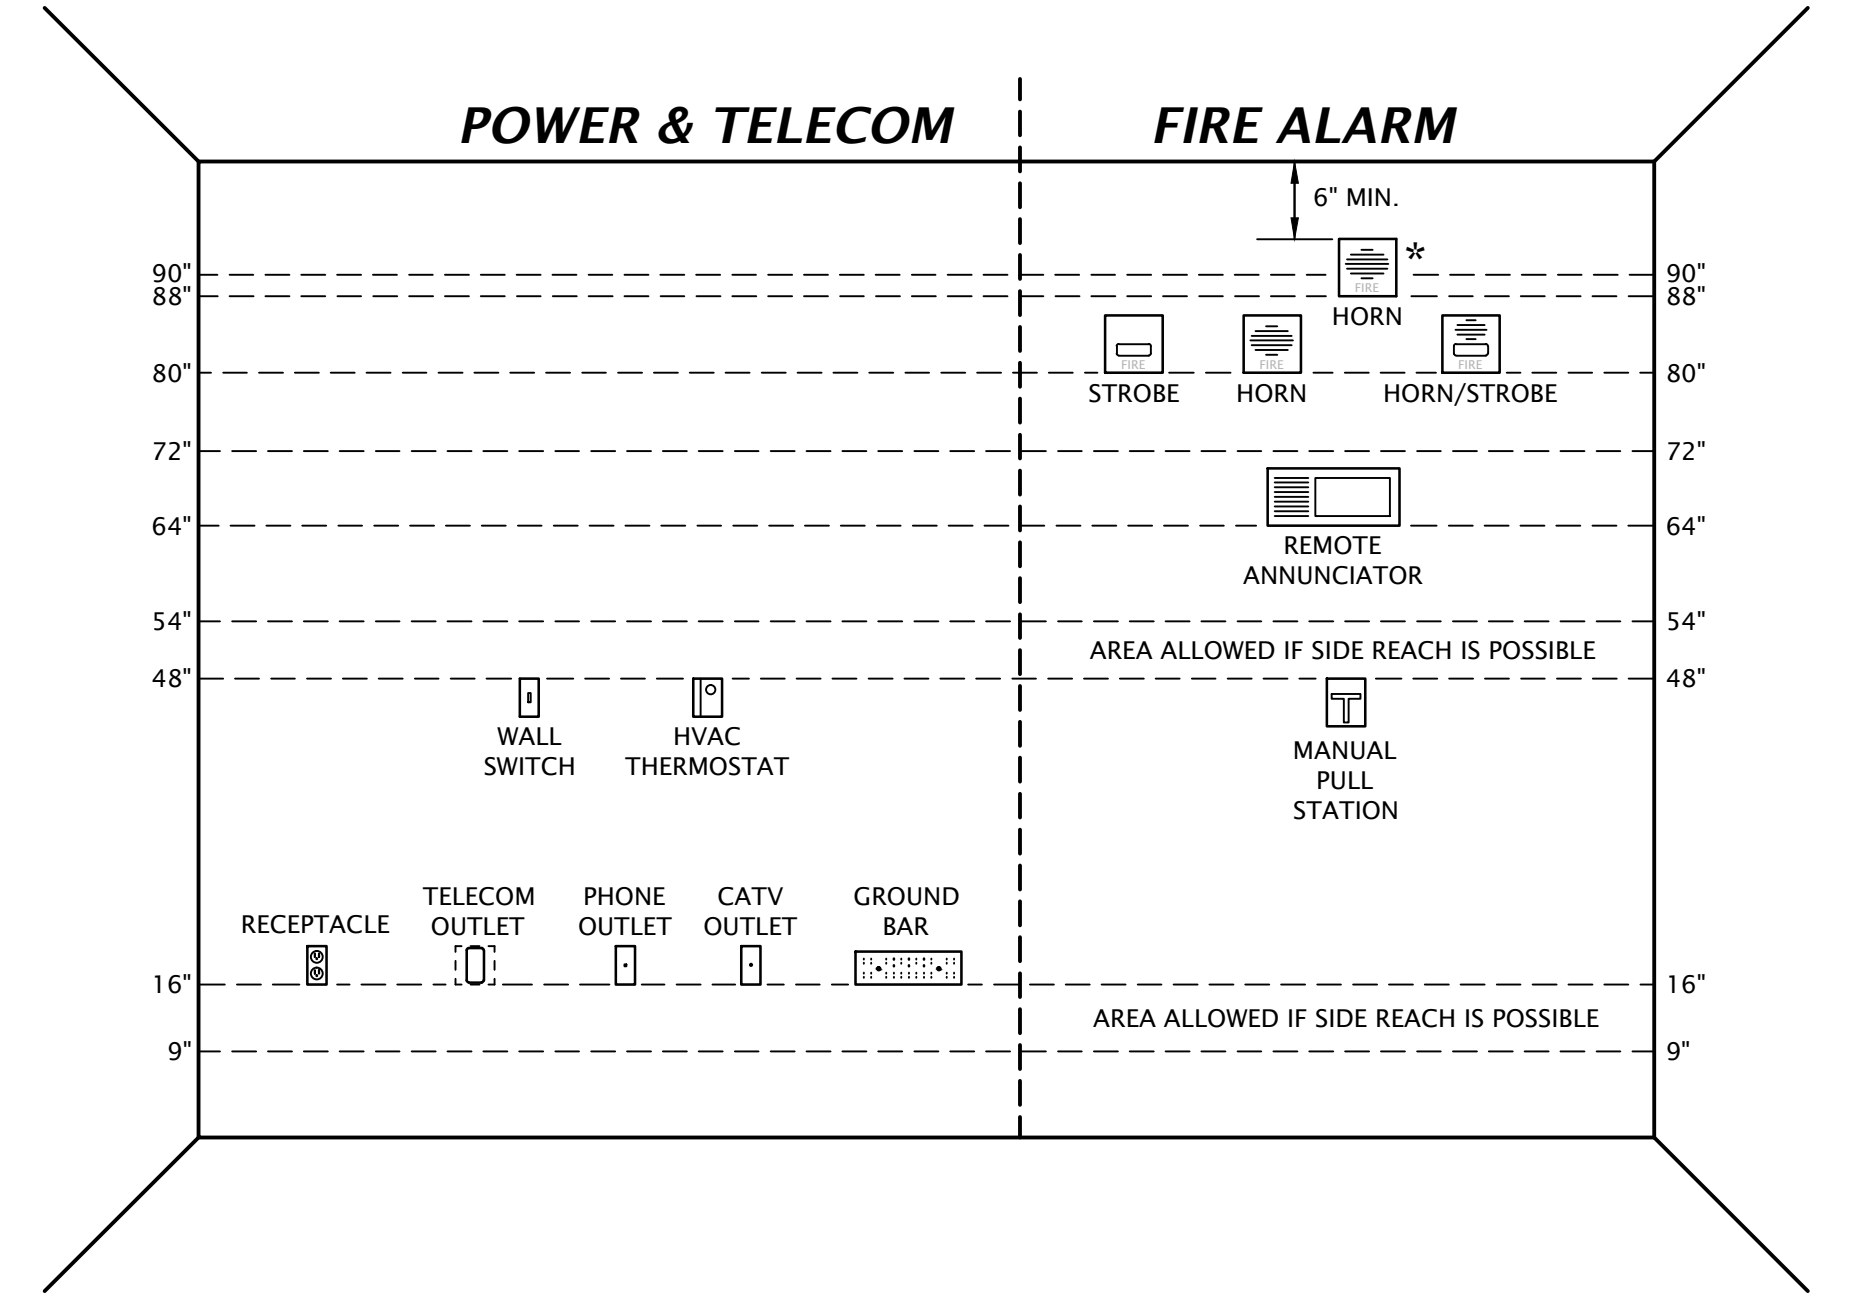 POWER & TELECOM
FIRE ALARM
6" MIN.
*
90"
90"
FIRE
88"
88"
HORN
FIRE
FIRE
FIRE
80"
80"
STROBE
HORN
HORN/STROBE
72"
72"
64"
64"
REMOTE
ANNUNCIATOR
54"
54"
AREA ALLOWED IF SIDE REACH IS POSSIBLE
48"
48"
WALL
SWITCH
HVAC
THERMOSTAT
MANUAL
PULL
STATION
RECEPTACLE
TELECOM
OUTLET
PHONE
OUTLET
CATV
OUTLET
GROUND
BAR
16"
16"
AREA ALLOWED IF SIDE REACH IS POSSIBLE
9"
9"